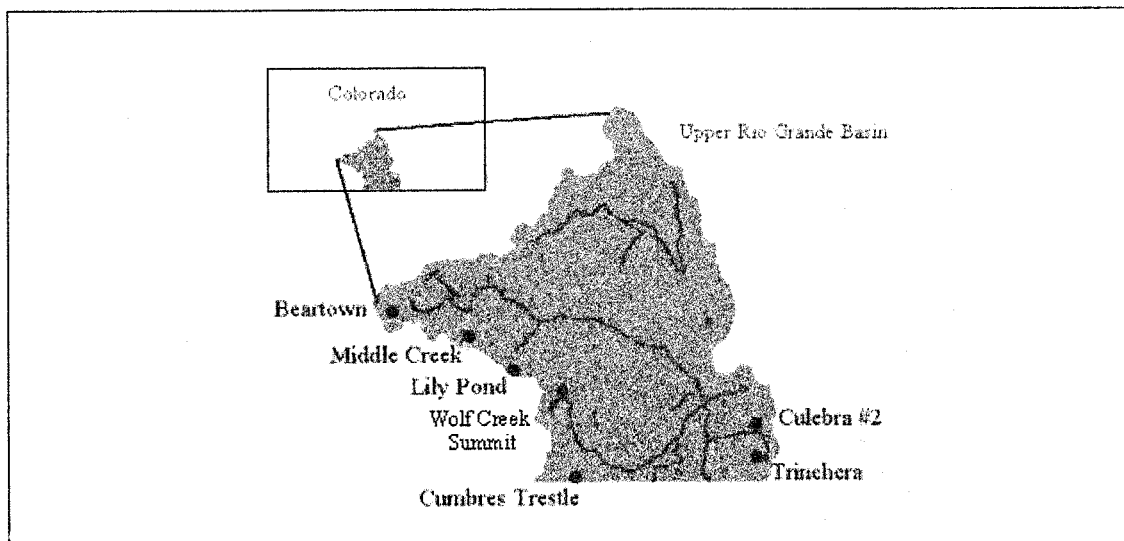 Colorado
Upper Rio Grande Basin
Beartown
Middle Creek
Lily Pond
Wolf Creek
Summit
Culebra #2
Trinchera
Cumbres Trestle